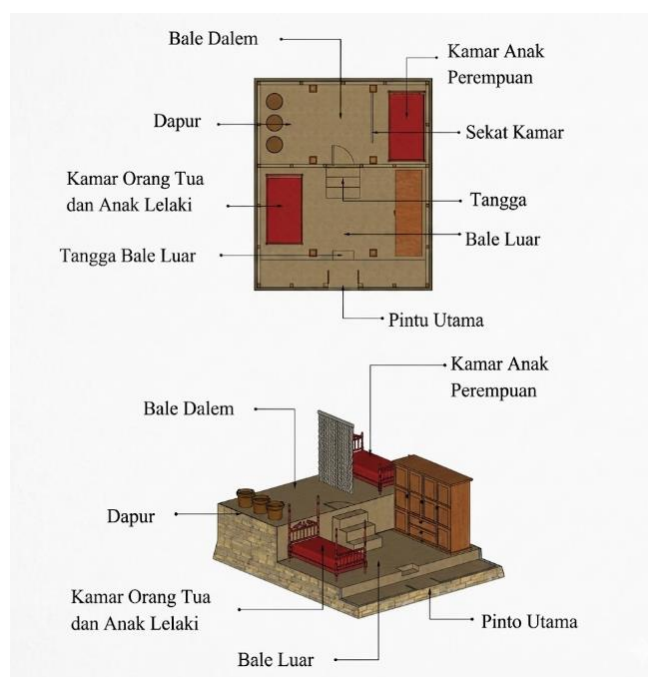 Bale Dalem
Kamar Anak
Perempuan
Dapur
Sekat Kamar
Kamar Orang Tua
dan Anak Lelaki
Tangga
Bale Luar
Tangga Bale Luar
Pintu Utama
Kamar Anak
Perempuan
Bale Dalem
Dapur
Kamar Orang Tua
dan Anak Lelaki
Pinto Utama
Bale Luar